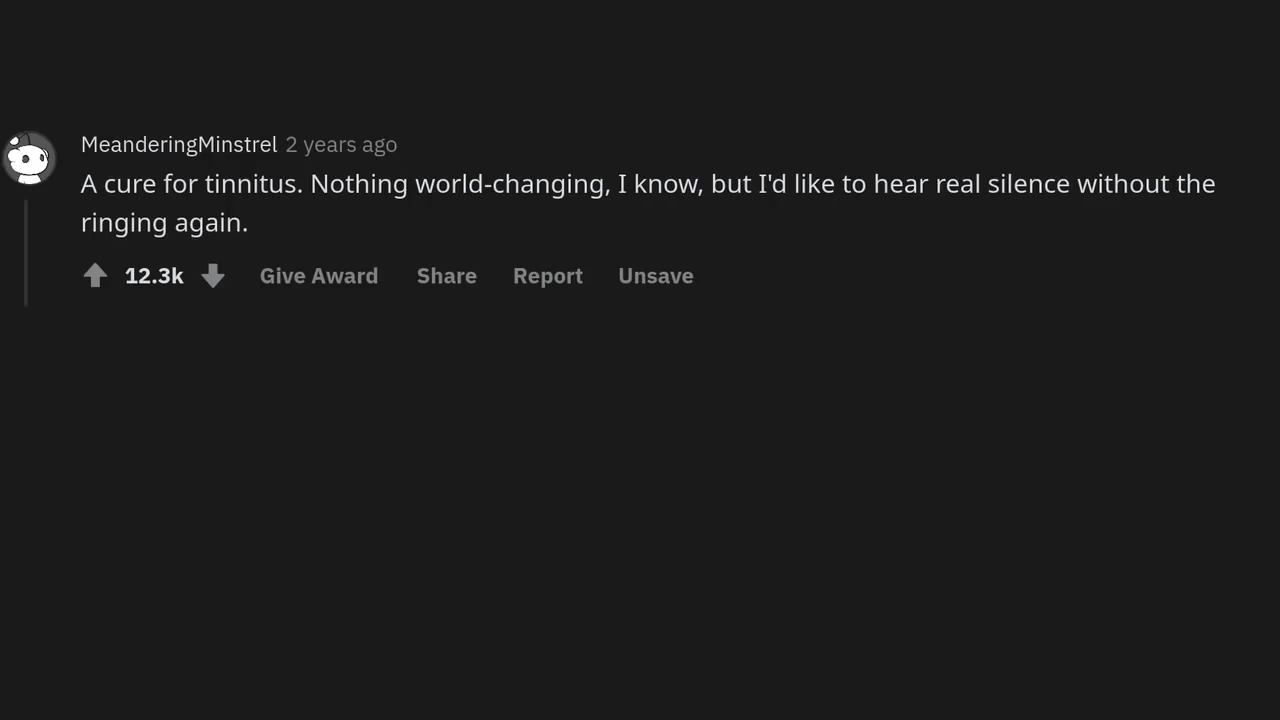 MeanderingMinstrel 2 years ago
A cure for tinnitus. Nothing world-changing, I know, but I'd like to hear real silence without the
ringing again.
12.3k Give Award Share Report Unsave